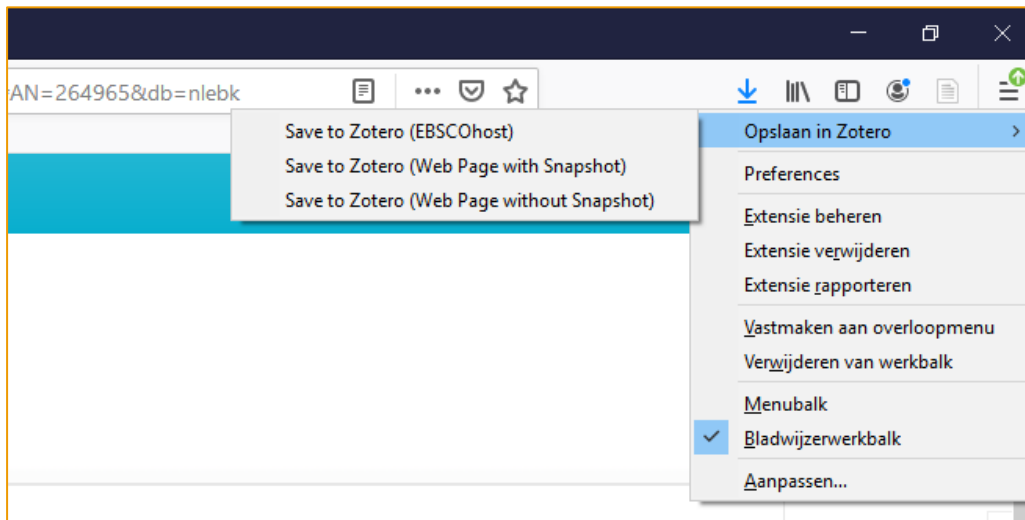 AN=264965&db=nlebk
Save to Zotero (EBSCOhost)
Save to Zotero (Web Page with Snapshot)
Save to Zotero (Web Page without Snapshot)
Opslaan in Zotero
Preferences
Extensie beheren
Extensie verwijderen
Extensie rapporteren
Vastmaken aan overloopmenu
Verwijderen van werkbalk
Menubalk
Bladwijzerwerkbalk
Aanpassen...